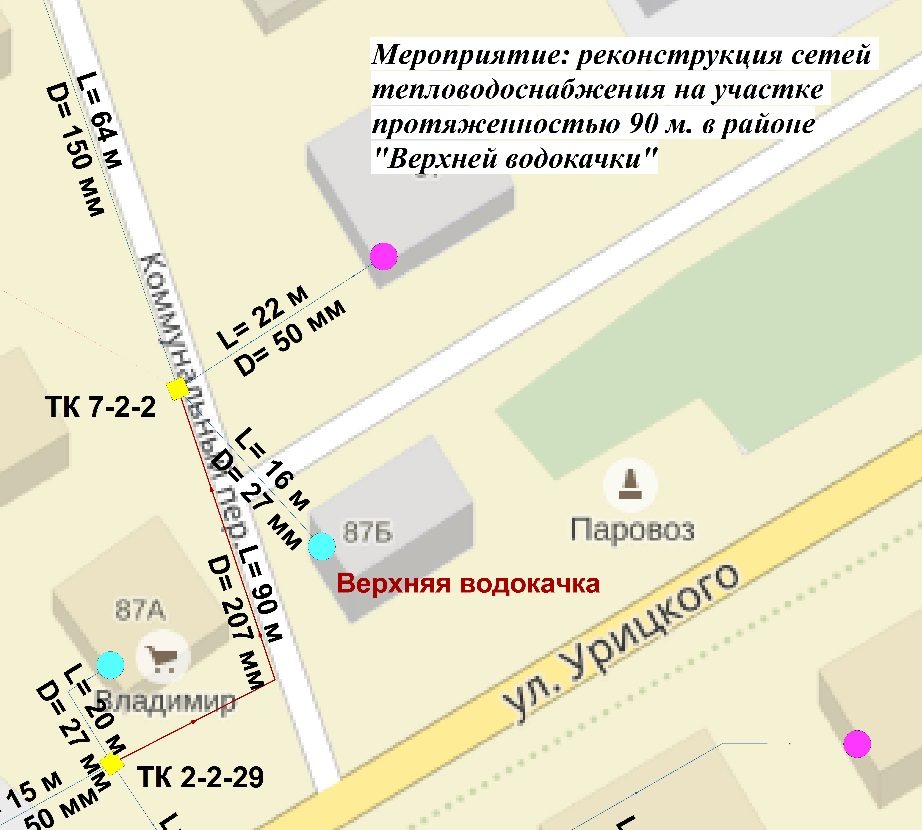 Мероприятие: реконструкция сетей
тепловодоснабжения на участке
протяженностью 90 м. в районе
"Верхней водокачки"
L= 64 м
D= 150 мм
Коммунальный пер.
L= 22 м
D= 50 мм
ТК 7-2-2
L= 16 м
D= 27 мм
87Б
Паровоз
Верхняя водокачка
L= 90 м
D= 207 мм
ул. Урицкого
87А
Владимир
L= 20 м
D= 27 мм
ТК 2-2-29
15 м
50 мм
L
L